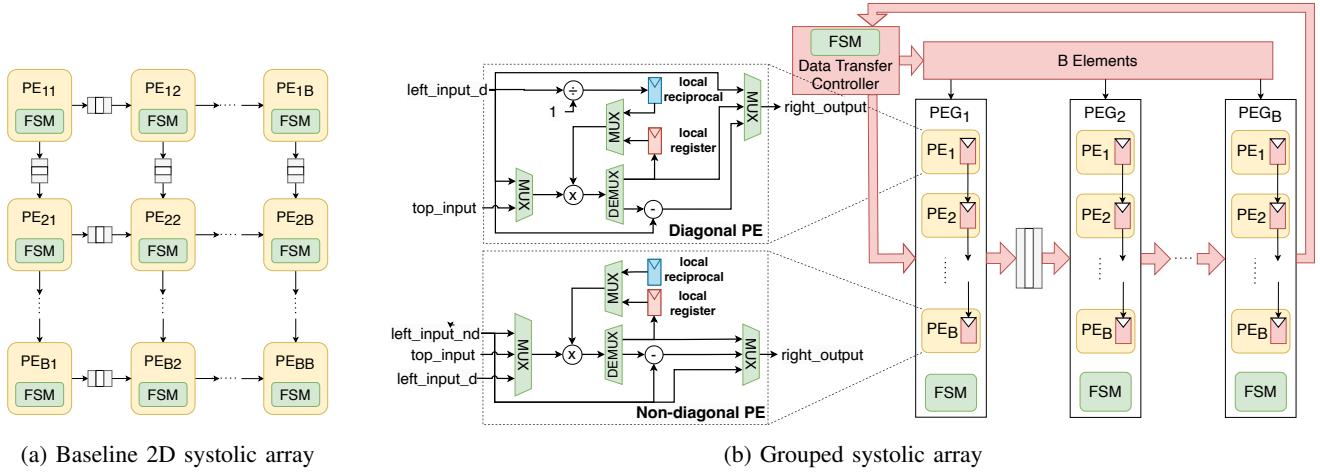 PE11
FSM
PE12
FSM
PE1B
FSM
PE21
FSM
PE22
FSM
PE2B
FSM
PEB1
FSM
PEB2
FSM
PEBB
FSM
(a) Baseline 2D systolic array
left_input_d
÷
1
local
reciprocal
MUX
local
register
MUX
right_output
MUX
x
DEMUX
-
top_input
Diagonal PE
local
reciprocal
MUX
local
register
left_input_nd
top_input
left_input_d
MUX
x
DEMUX
-
MUX
right_output
Non-diagonal PE
FSM
Data Transfer
Controller
B Elements
PEG1
PE1
PE2
PEB
FSM
PEG2
PE1
PE2
PEB
FSM
PEGB
PE1
PE2
PEB
FSM
(b) Grouped systolic array